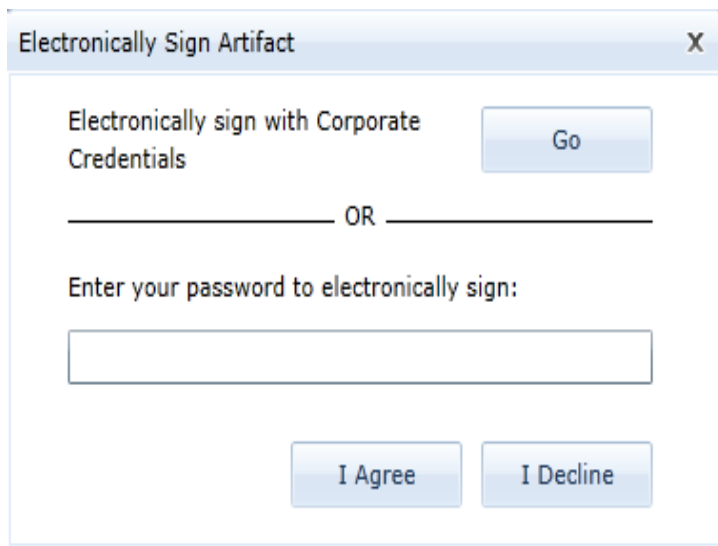 Electronically Sign Artifact X
Electronically sign with Corporate
Credentials
Go
OR
Enter your password to electronically sign:
I Agree I Decline